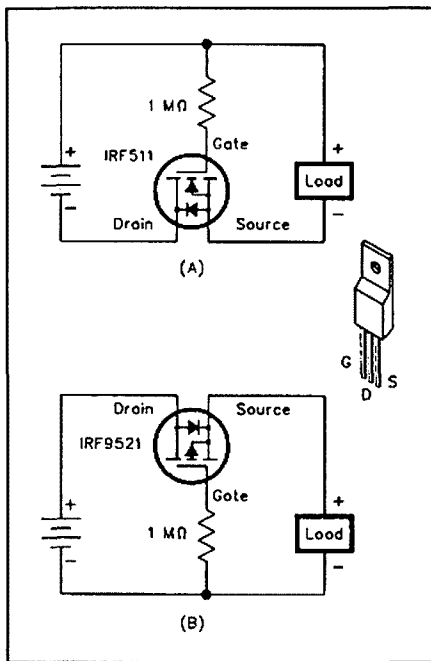 1 MΩ
Gate
IRF511
+
+
Load
-
-
Drain
Source
(A)
G
D
S
Drain
Source
IRF9521
Gate
+
+
1 MΩ
Load
-
-
(B)